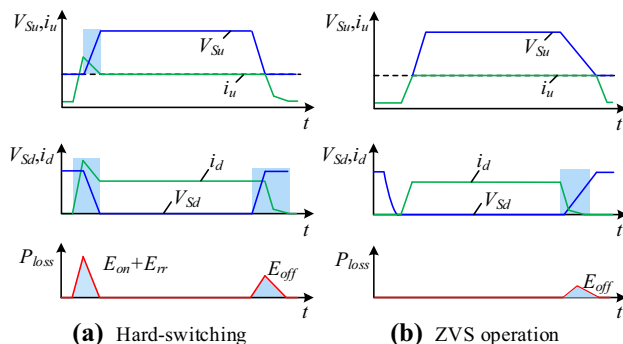 V_Su,i_u
V_Su
i_u
t
V_Sd,i_d
i_d
V_Sd
t
P_loss
E_on+E_rr
E_off
t
(a) Hard-switching
V_Su,i_u
V_Su
i_u
t
V_Sd,i_d
i_d
V_Sd
t
P_loss
E_off
t
(b) ZVS operation